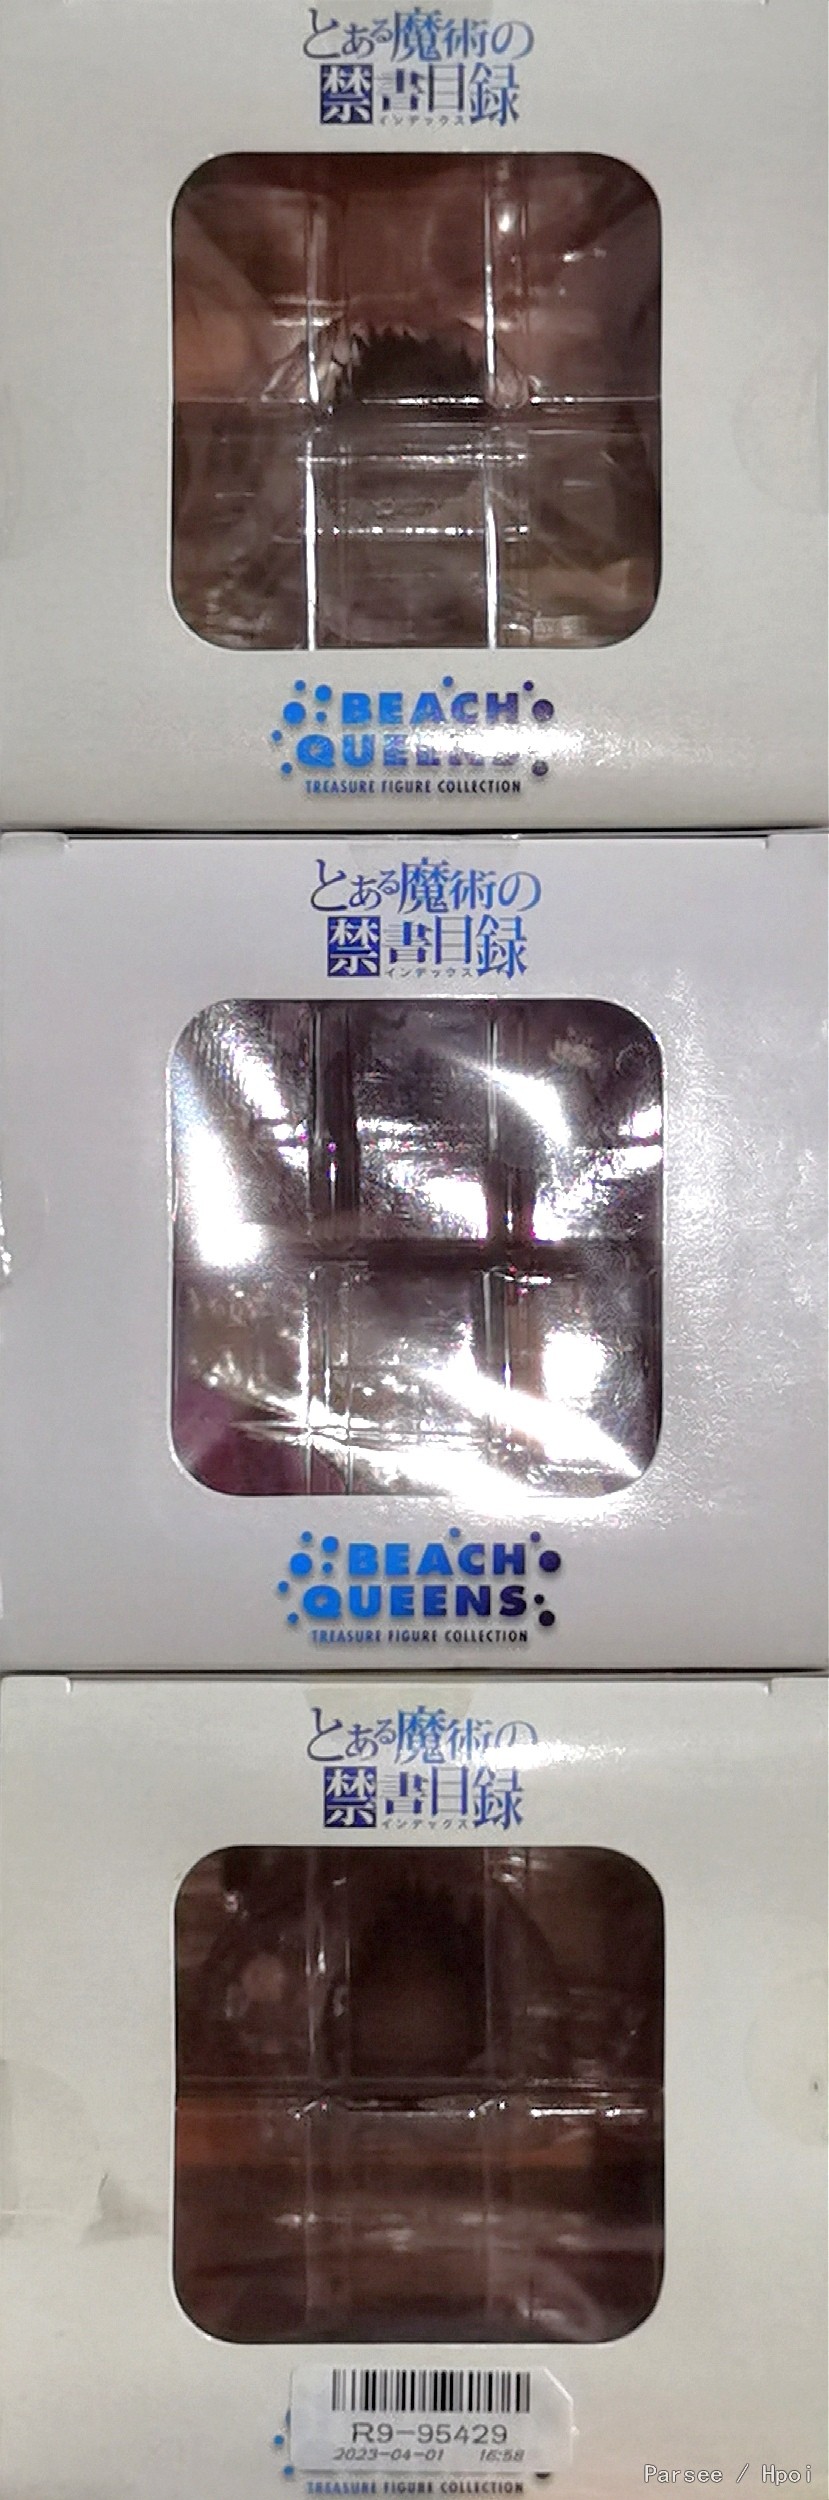 とある魔術の
禁書目録
インデックス
BEACH
QUEENS
TREASURE FIGURE COLLECTION
とある魔術の
禁書目録
インデックス
BEACH
QUEENS
TREASURE FIGURE COLLECTION
とある魔術の
禁書目録
インデックス
R9-95429
2023-04-01 16:58
TREASURE FIGURE COLLECTION
Parsee / Hpoi